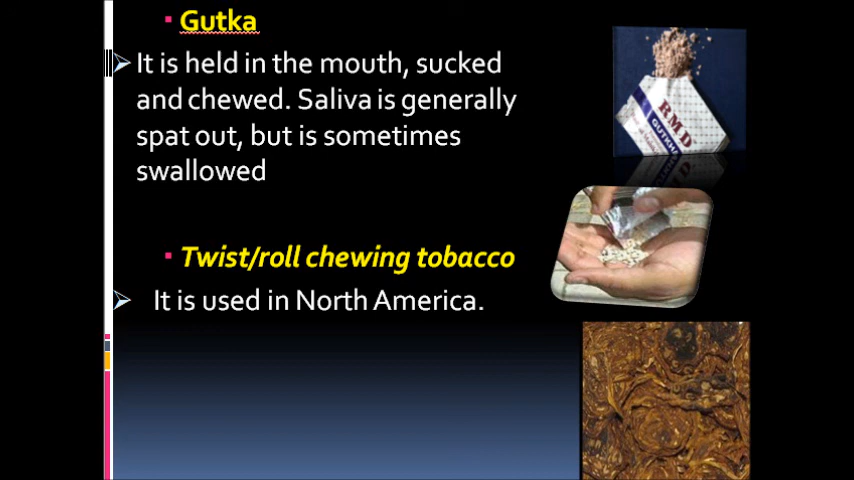 Gutka
It is held in the mouth, sucked
and chewed. Saliva is generally
spat out, but is sometimes
swallowed
RMD
GUTKHA
Twist/roll chewing tobacco
It is used in North America.